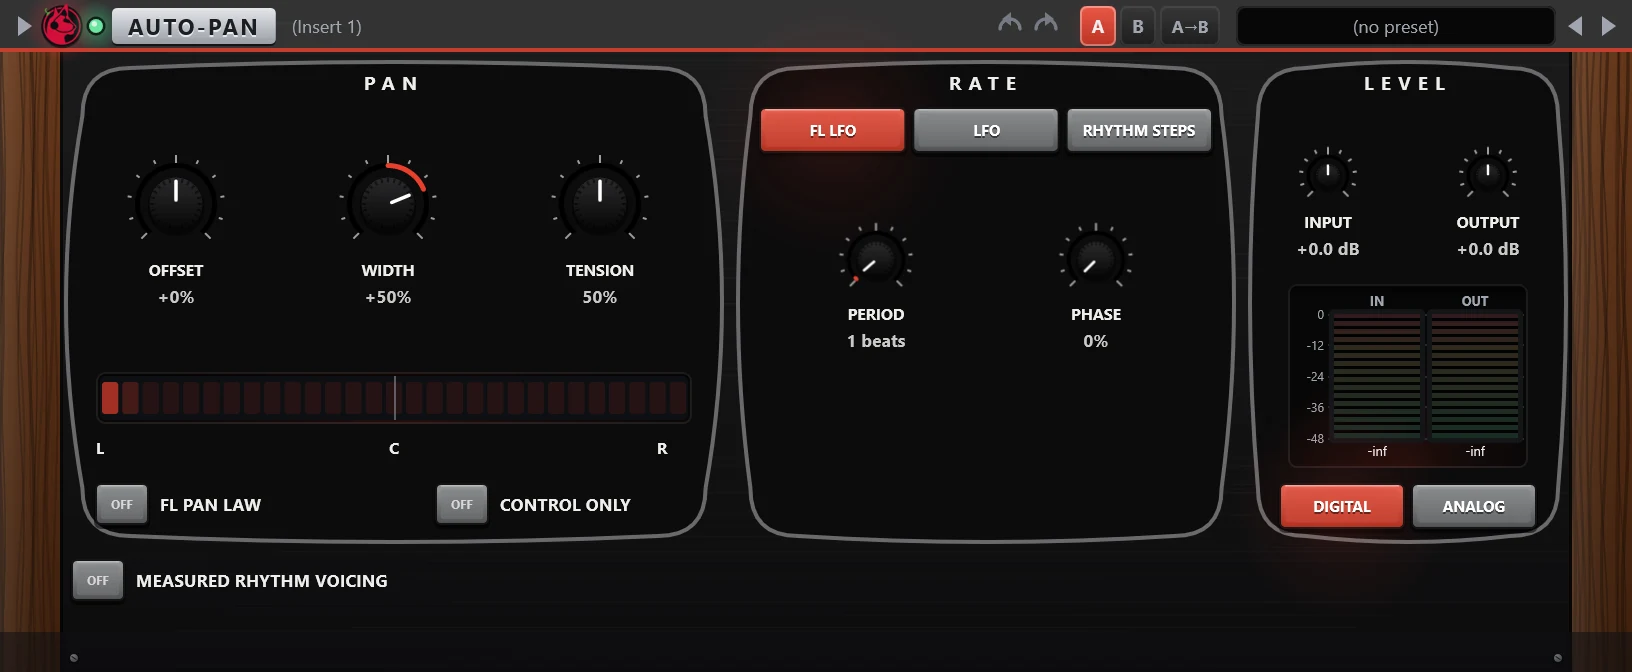 AUTO-PAN
(Insert 1)
A
B
A→B
(no preset)
PAN
OFFSET
+0%
WIDTH
+50%
TENSION
50%
L
C
R
OFF
FL PAN LAW
OFF
CONTROL ONLY
RATE
FL LFO
LFO
RHYTHM STEPS
PERIOD
1 beats
PHASE
0%
LEVEL
INPUT
+0.0 dB
OUTPUT
+0.0 dB
IN
OUT
0
-12
-24
-36
-48
-inf
-inf
DIGITAL
ANALOG
OFF
MEASURED RHYTHM VOICING